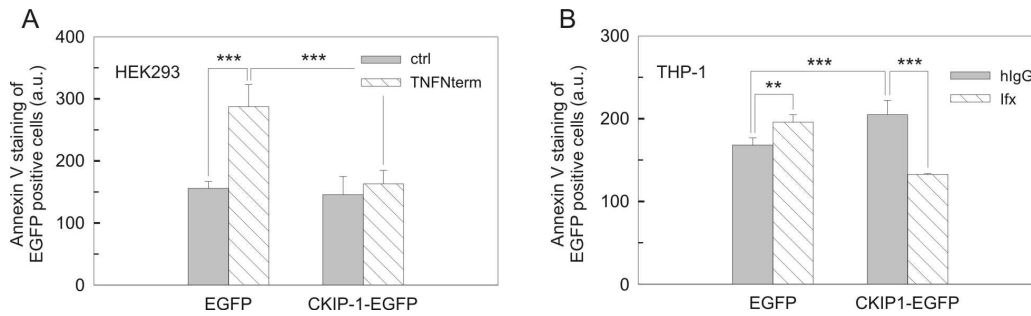 A
Annexin V staining of
EGFP positive cells (a.u.)
400
300
200
100
0
HEK293
***
***
ctrl
TNFNterm
EGFP
CKIP-1-EGFP
B
Annexin V staining of
EGFP positive cells (a.u.)
300
200
100
0
THP-1
***
***
**
hIgG
Ifx
EGFP
CKIP1-EGFP